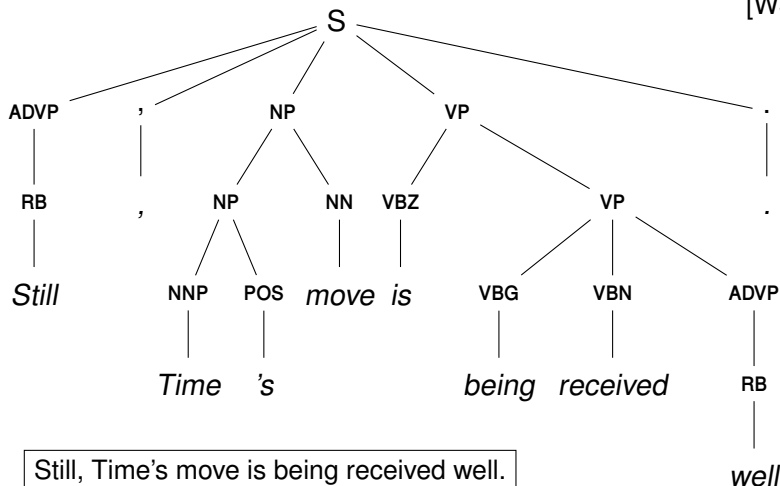 [W
S
ADVP , NP VP .
RB , NP NN VBZ VP .
Still NNP POS move is VBG VBN ADVP
Time 's being received RB
Still, Time's move is being received well.
well